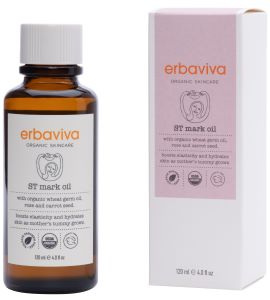 erbaviva
ORGANIC SKINCARE
ST mark oil
with organic wheat germ oil,
rose and carrot seed.
boosts elasticity and hydrates
skin as mother's tummy grows.
120 ml e 4.0 fl oz
erbaviva
ORGANIC SKINCARE
ST mark oil
with organic wheat germ oil,
rose and carrot seed.
boosts elasticity and hydrates
skin as mother's tummy grows.
120 ml e 4.0 fl oz